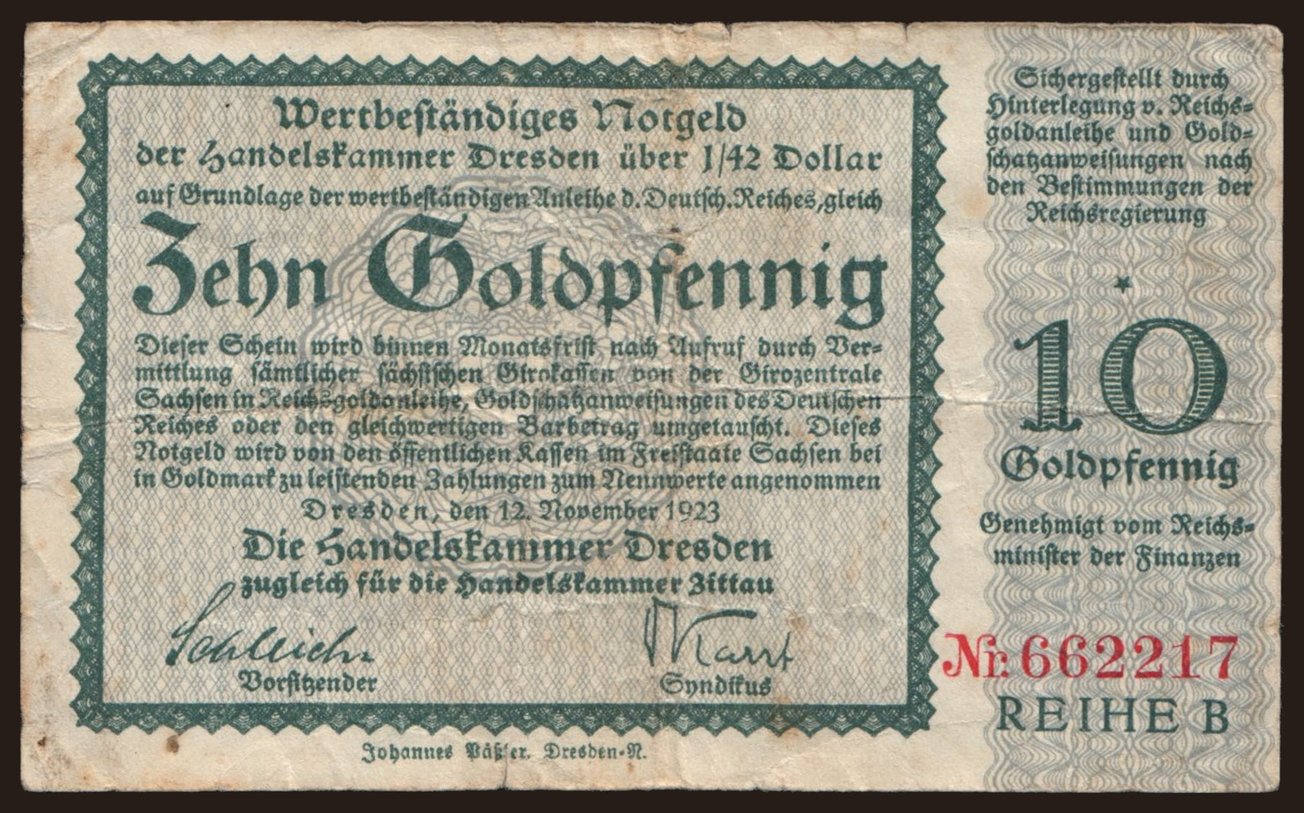 Wertbeständiges Notgeld
der Handelskammer Dresden über 1/42 Dollar
auf Grundlage der wertbeständigen Anleihe d. Deutsch. Reiches, gleich
Zehn Goldpfennig
Dieser Schein wird binnen Monatsfrist nach Aufruf durch Ver-
mittlung sämtlicher sächsischen Girokassen von der Girozentrale
Sachsen in Reichsgoldanleihe, Goldschatzanweisungen des Deutschen
Reiches oder den gleichwertigen Barbetrag umgetauscht. Dieses
Notgeld wird von den öffentlichen Kassen im Freistaate Sachsen bei
in Goldmark zu leistenden Zahlungen zum Nennwerte angenommen
Dresden, den 12. November 1923
Die Handelskammer Dresden
zugleich für die Handelskammer Zittau
Vorsitzender
Syndikus
Johannes Päßler, Dresden-N.
Sichergestellt durch
Hinterlegung v. Reichs-
goldanleihe und Gold-
schatzanweisungen nach
den Bestimmungen der
Reichsregierung
10
Goldpfennig
Genehmigt vom Reichs-
minister der Finanzen
Nr. 662217
REIHE B